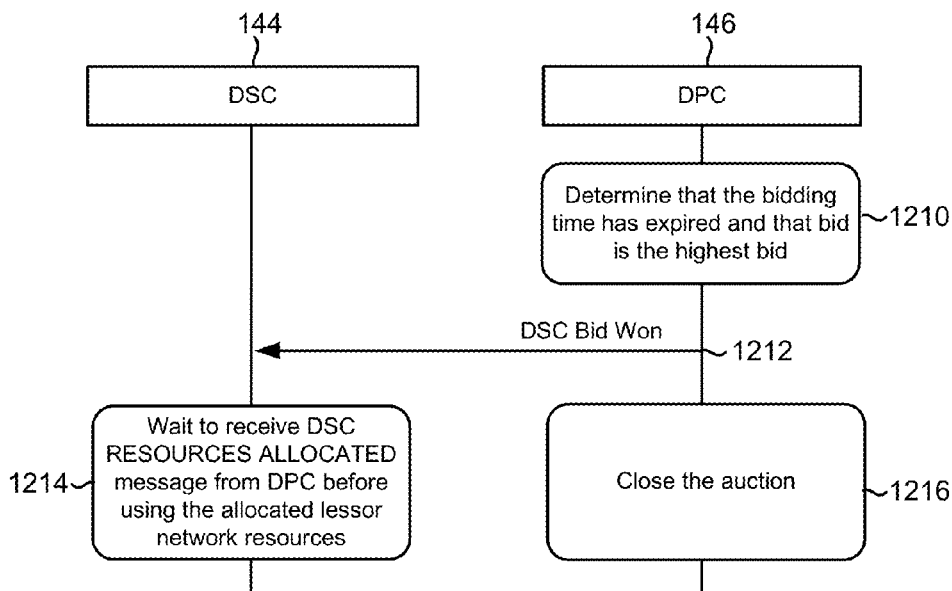 144
146
DSC
DPC
Determine that the bidding
time has expired and that bid
is the highest bid
1210
DSC Bid Won
1212
Wait to receive DSC
RESOURCES ALLOCATED
message from DPC before
using the allocated lessor
network resources
1214
Close the auction
1216